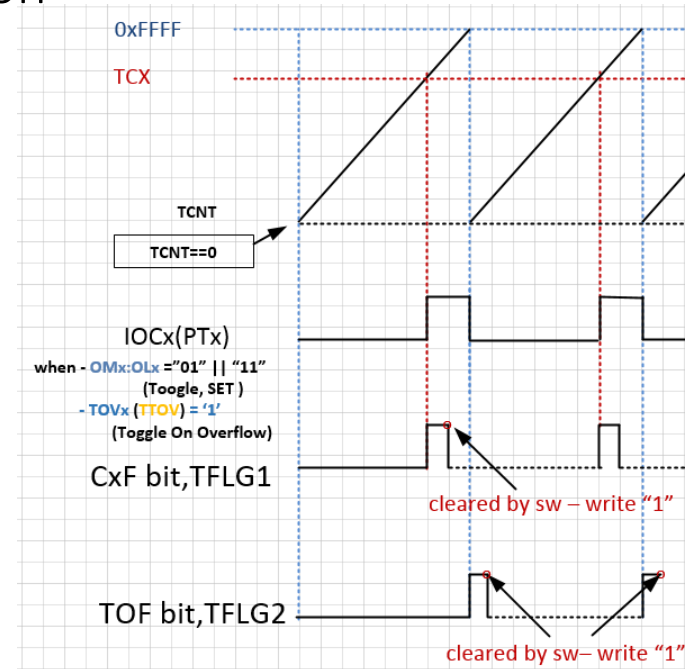 0xFFFF
TCX
TCNT
TCNT==0
IOCx(PTx)
when - OMx:OLx ="01" || "11"
(Toogle, SET )
- TOVx (TTOV) = '1'
(Toggle On Overflow)
CxF bit,TFLG1
cleared by sw – write "1"
TOF bit,TFLG2
cleared by sw– write "1"